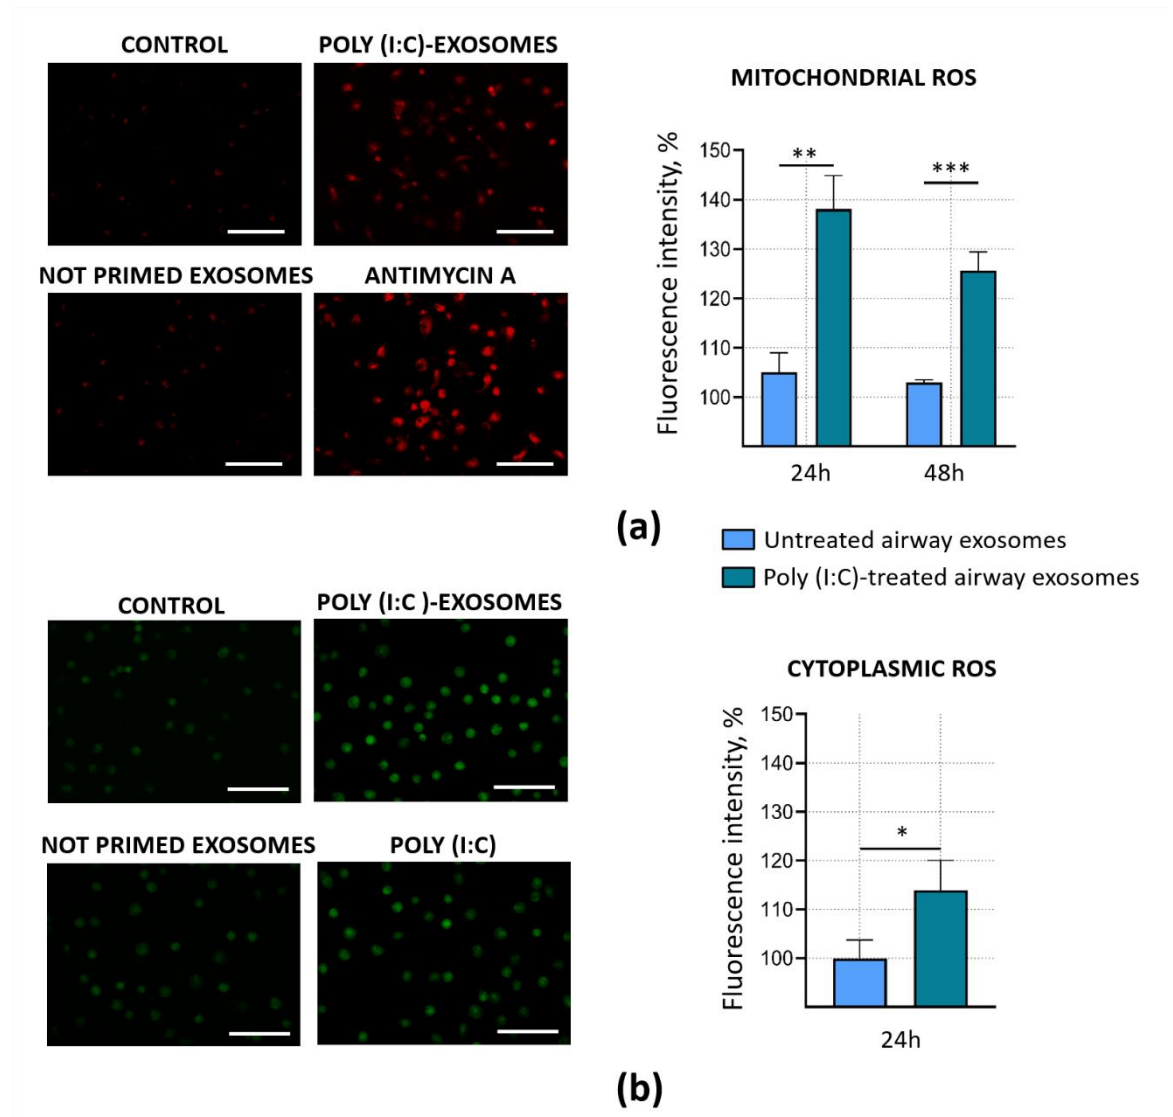 CONTROL
POLY (I:C)-EXOSOMES
NOT PRIMED EXOSOMES
ANTIMYCIN A
MITOCHONDRIAL ROS
Fluorescence intensity, %
150
140
130
120
110
100
**
***
24h
48h
(a)
Untreated airway exosomes
Poly (I:C)-treated airway exosomes
CONTROL
POLY (I:C )-EXOSOMES
NOT PRIMED EXOSOMES
POLY (I:C)
CYTOPLASMIC ROS
Fluorescence intensity, %
150
140
130
120
110
100
*
24h
(b)